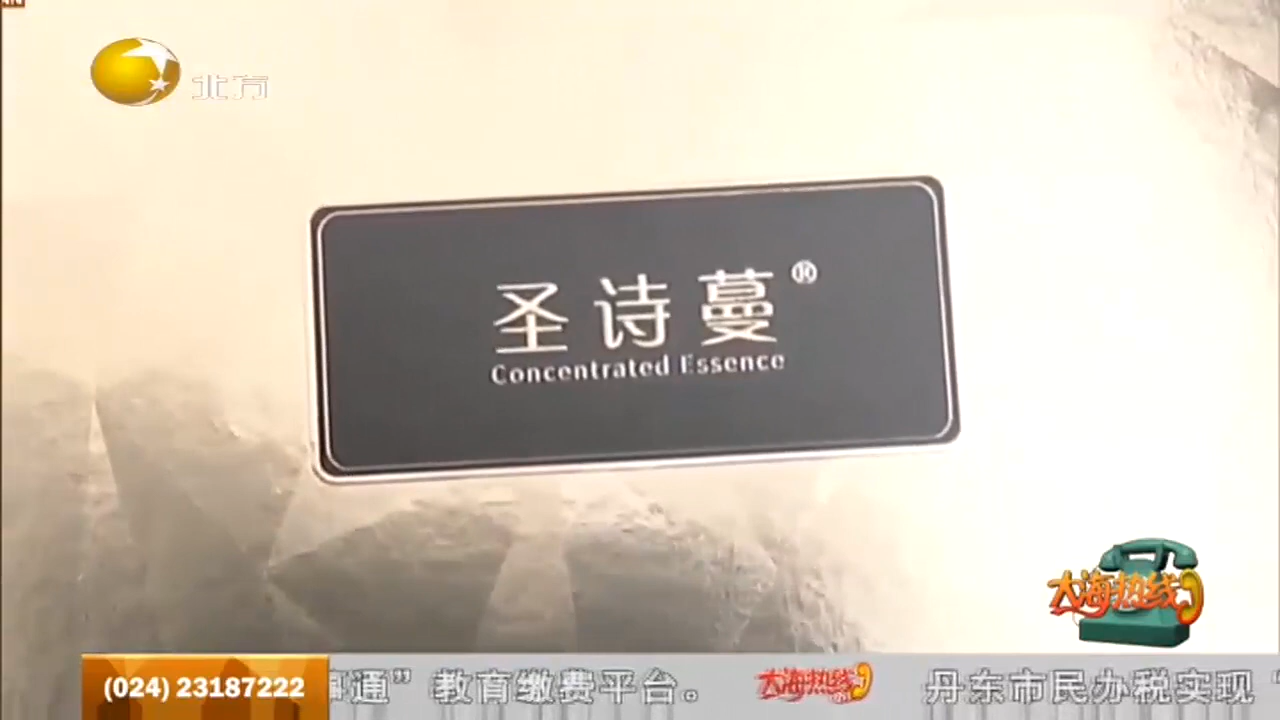 北方
圣诗蔓®
Concentrated Essence
大海热线
(024) 23187222
通”教育缴费平台。 大海热线 丹东市民办税实现“